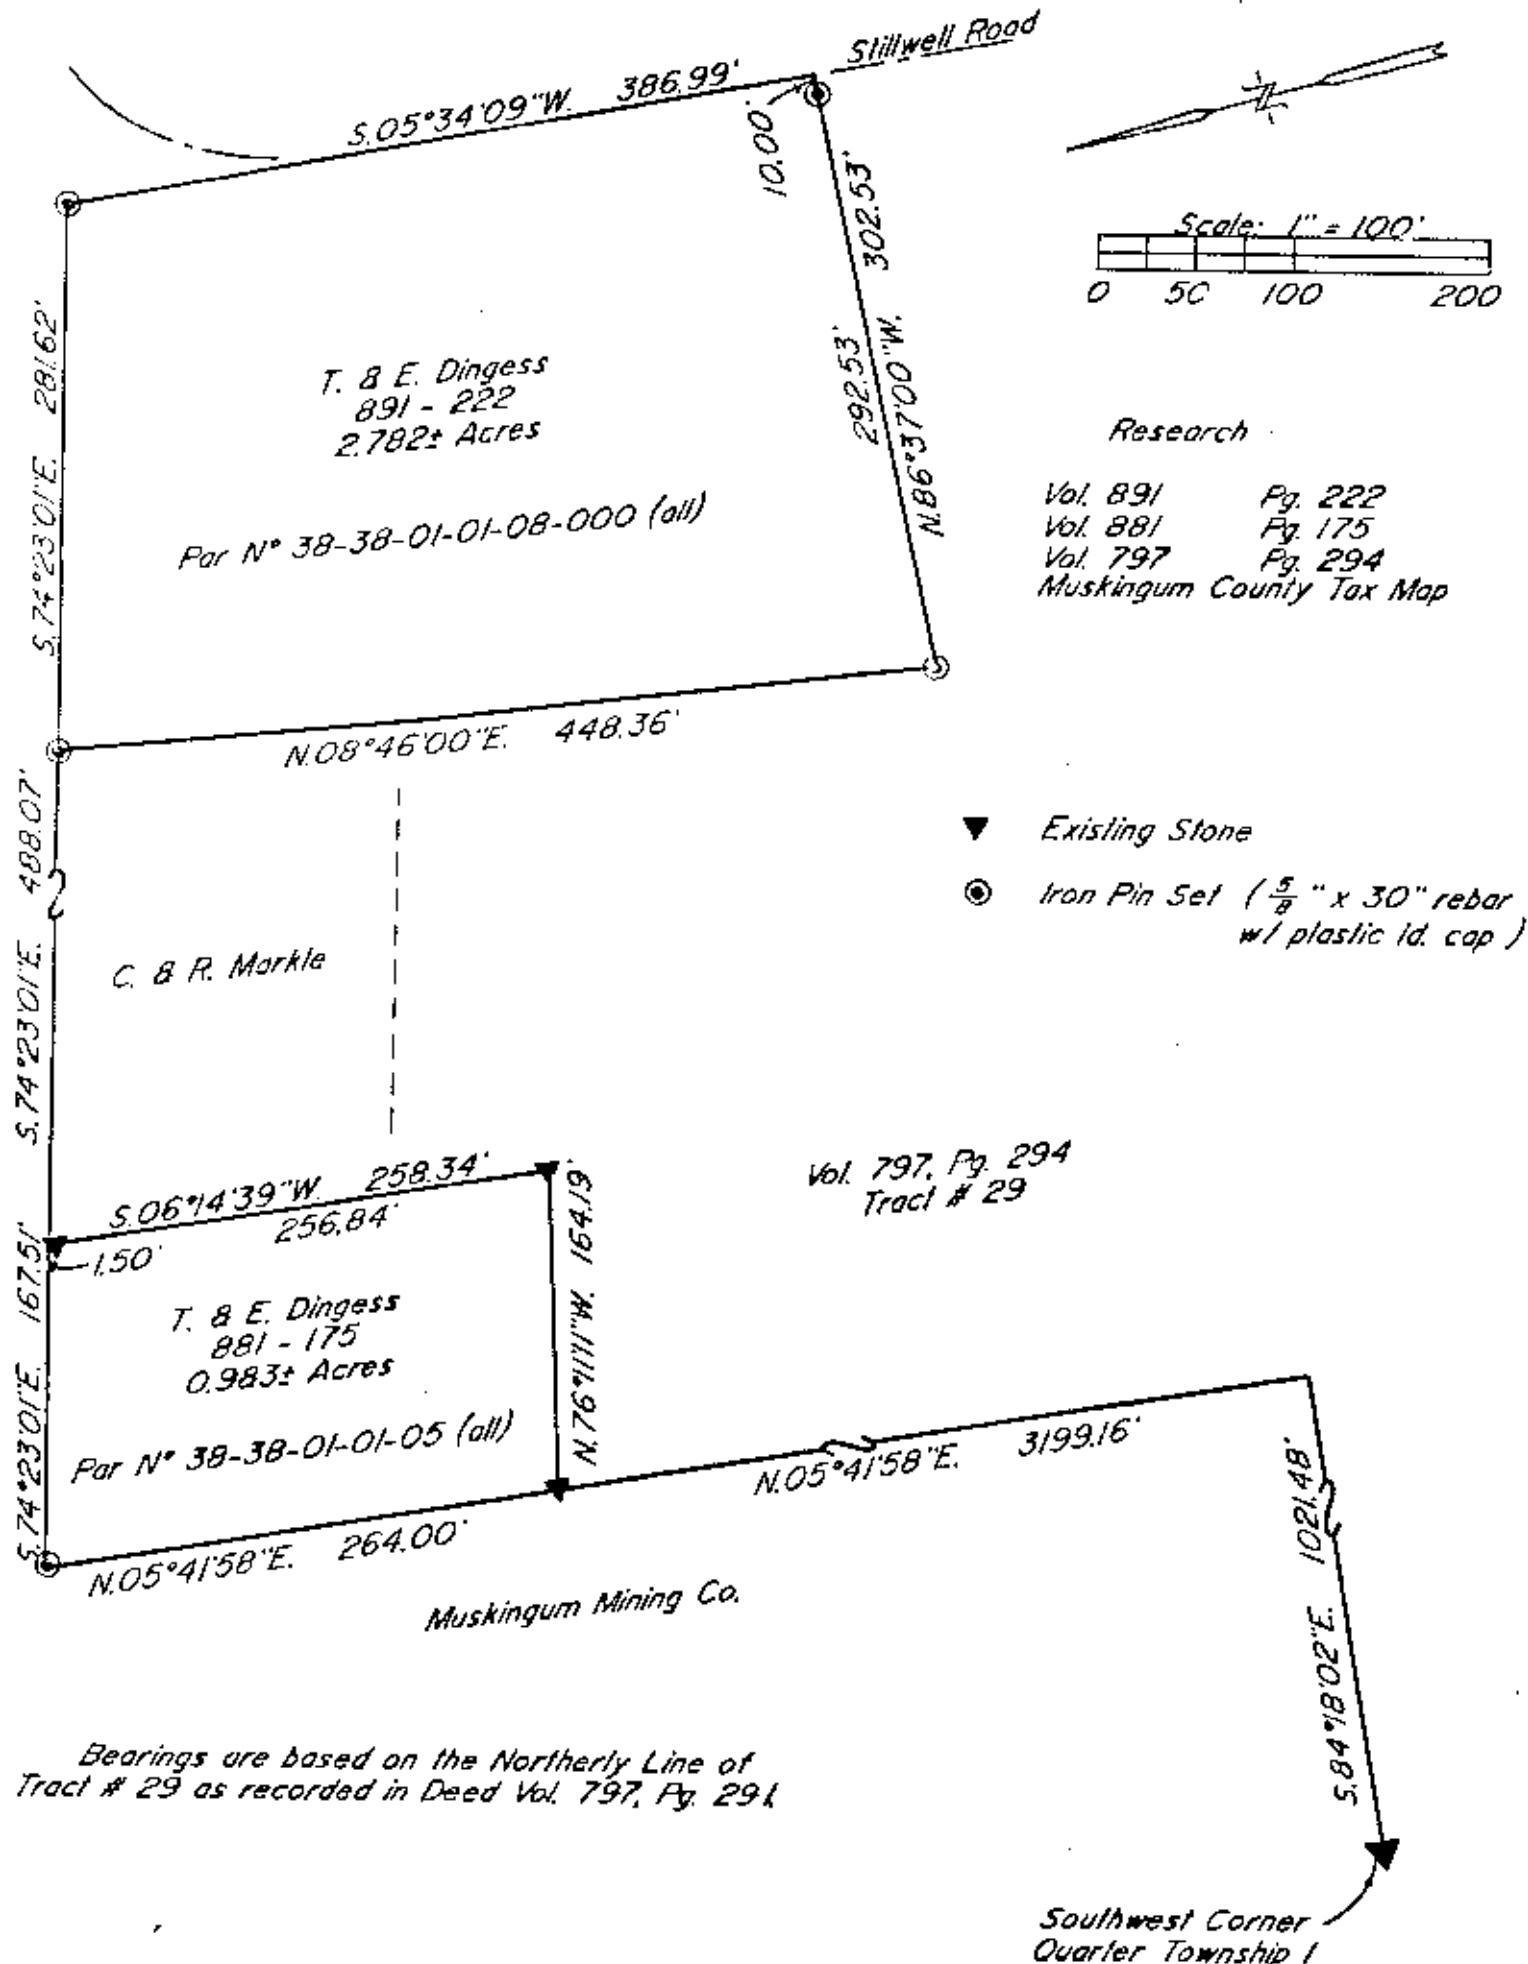 Stillwell Road
S.05°34'09"W. 386.99'
10.00'
302.53'
292.53'
N.86°37'00"W.
Scale: 1" = 100'
0 50 100 200
S.74°23'01"E. 281.62'
T. & E. Dingess
891 - 222
2.782± Acres
Par Nº 38-38-01-01-08-000 (all)
Research
Vol. 891 Pg. 222
Vol. 881 Pg. 175
Vol. 797 Pg. 294
Muskingum County Tax Map
N.08°46'00"E. 448.36'
S.74°23'01"E. 488.07'
Existing Stone
Iron Pin Set ( 5/8 " x 30" rebar
w/ plastic id. cap )
C. & R. Markle
S.06°14'39"W. 258.34'
256.84'
1.50'
S.74°23'01"E. 167.51'
N.76°11'11"W. 164.19'
Vol. 797, Pg. 294
Tract # 29
T. & E. Dingess
881 - 175
0.983± Acres
Par Nº 38-38-01-01-05 (all)
N.05°41'58"E. 264.00'
N.05°41'58"E. 3199.16'
S.84°18'02"E. 1021.48'
Muskingum Mining Co.
Bearings are based on the Northerly Line of
Tract # 29 as recorded in Deed Vol. 797, Pg.
Southwest Corner
Quarter Township 1